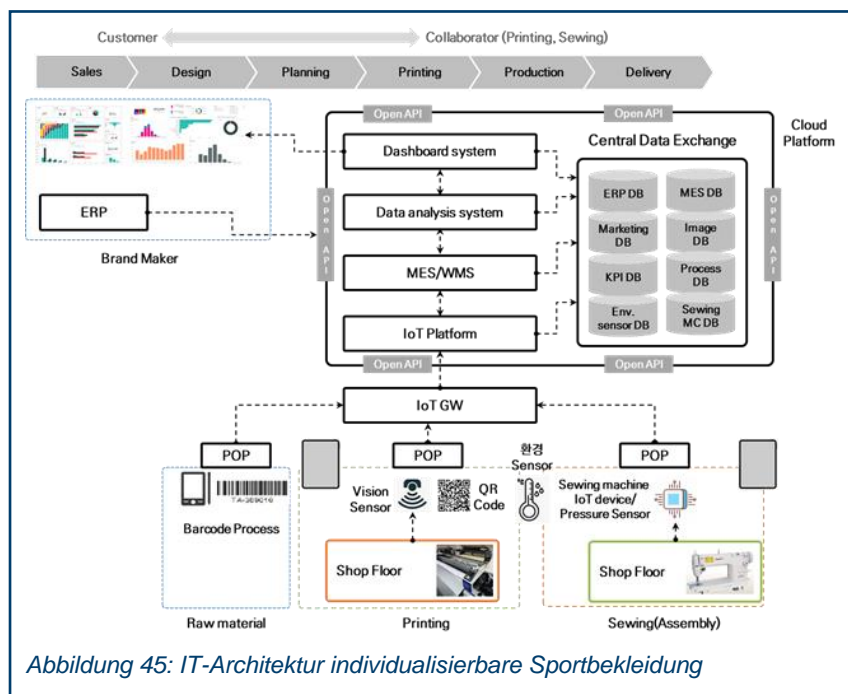 Customer
Collaborator (Printing, Sewing)
Sales
Design
Planning
Printing
Production
Delivery
Open API
Open API
Cloud
Platform
Central Data Exchange
Dashboard system
Data analysis system
MES/WMS
IoT Platform
ERP DB
MES DB
Marketing
DB
Image
DB
KPI DB
Process
DB
Env.
sensor DB
Sewing
MC DB
Open API
Open API
ERP
Brand Maker
Open API
Open API
IoT GW
POP
POP
환경
Sensor
POP
Vision
Sensor
QR
Code
Sewing machine
IoT device/
Pressure Sensor
Barcode Process
Shop Floor
Shop Floor
Raw material
Printing
Sewing(Assembly)
Abbildung 45: IT-Architektur individualisierbare Sportbekleidung